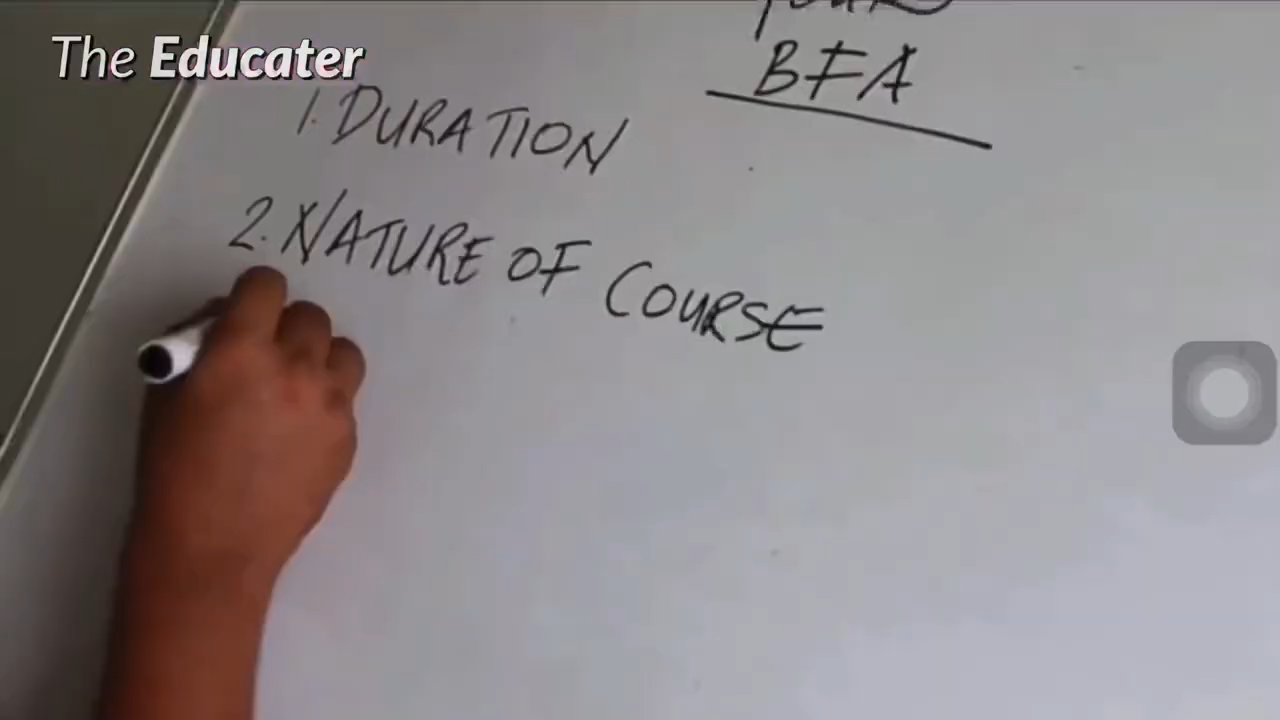 The Educater
BFA
1. DURATION
2. NATURE OF COURSE